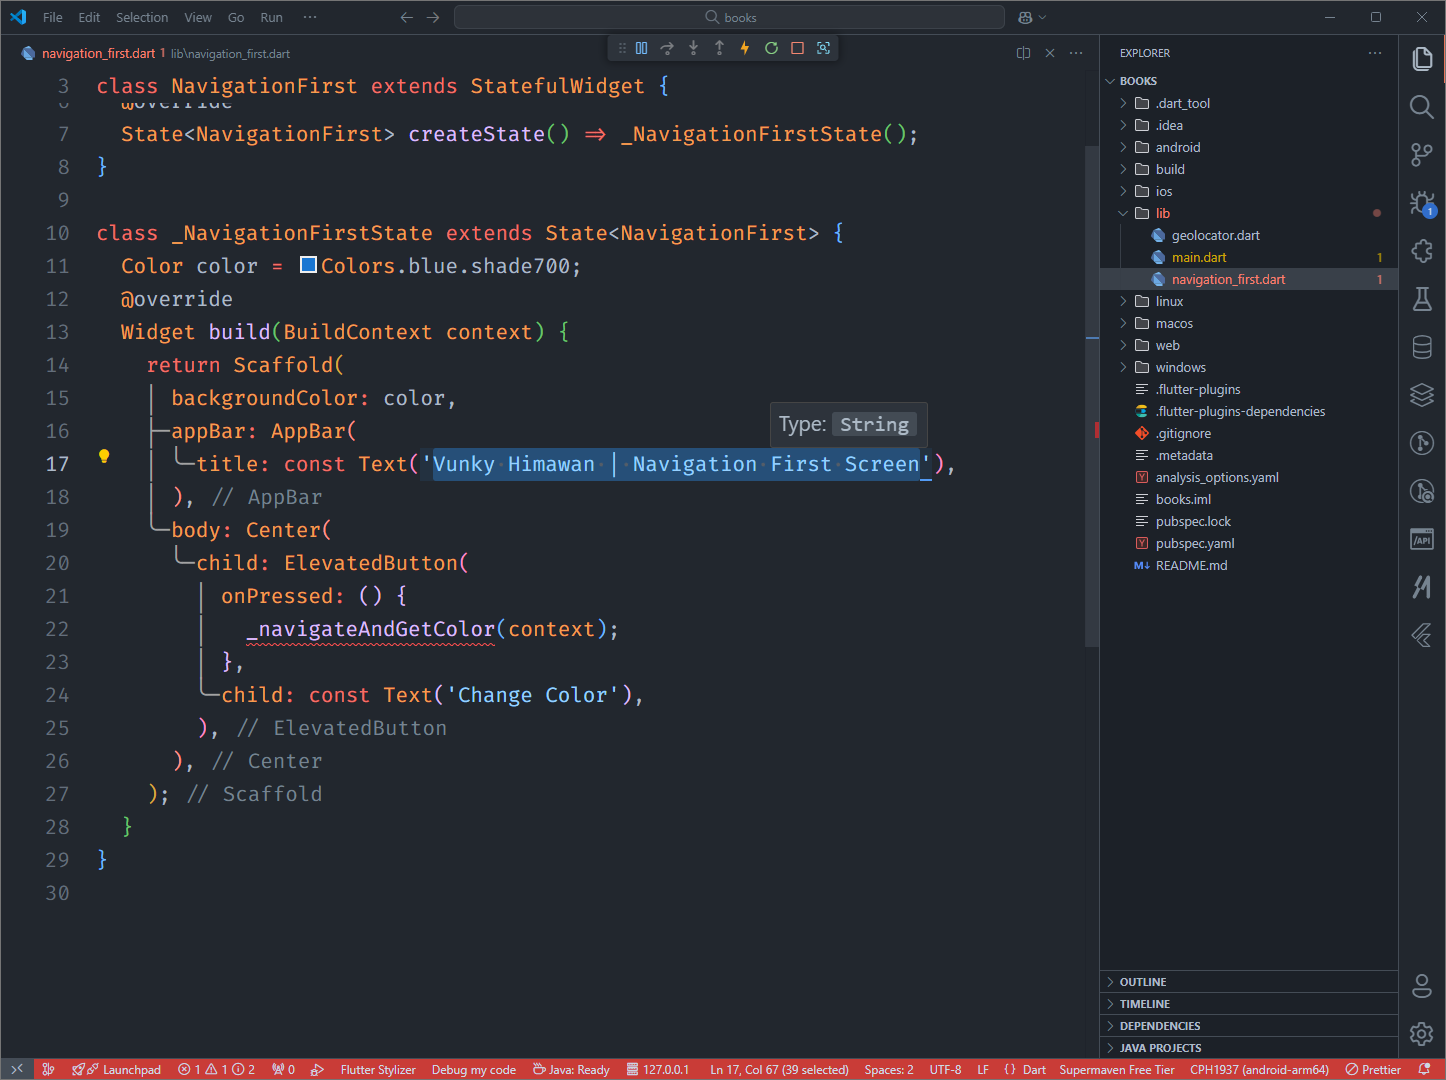 File Edit Selection View Go Run ··· books
navigation_first.dart 1 lib\navigation_first.dart
3 class NavigationFirst extends StatefulWidget {
6 @override
7 State<NavigationFirst> createState() => _NavigationFirstState();
8 }
9
10 class _NavigationFirstState extends State<NavigationFirst> {
11 Color color = Colors.blue.shade700;
12 @override
13 Widget build(BuildContext context) {
14 return Scaffold(
15 backgroundColor: color,
16 appBar: AppBar(
Type: String
17 title: const Text('Vunky Himawan | Navigation First Screen'),
18 ), // AppBar
19 body: Center(
20 child: ElevatedButton(
21 onPressed: () {
22 _navigateAndGetColor(context);
23 },
24 child: const Text('Change Color'),
25 ), // ElevatedButton
26 ), // Center
27 ); // Scaffold
28 }
29 }
30
EXPLORER ···
BOOKS
.dart_tool
.idea
android
build
ios
lib
geolocator.dart
main.dart 1
navigation_first.dart 1
linux
macos
web
windows
.flutter-plugins
.flutter-plugins-dependencies
.gitignore
.metadata
analysis_options.yaml
books.iml
pubspec.lock
pubspec.yaml
README.md
OUTLINE
TIMELINE
DEPENDENCIES
JAVA PROJECTS
1
/API
Launchpad 1 1 2 0 Flutter Stylizer Debug my code Java: Ready 127.0.0.1 Ln 17, Col 67 (39 selected) Spaces: 2 UTF-8 LF {} Dart Supermaven Free Tier CPH1937 (android-arm64) Prettier